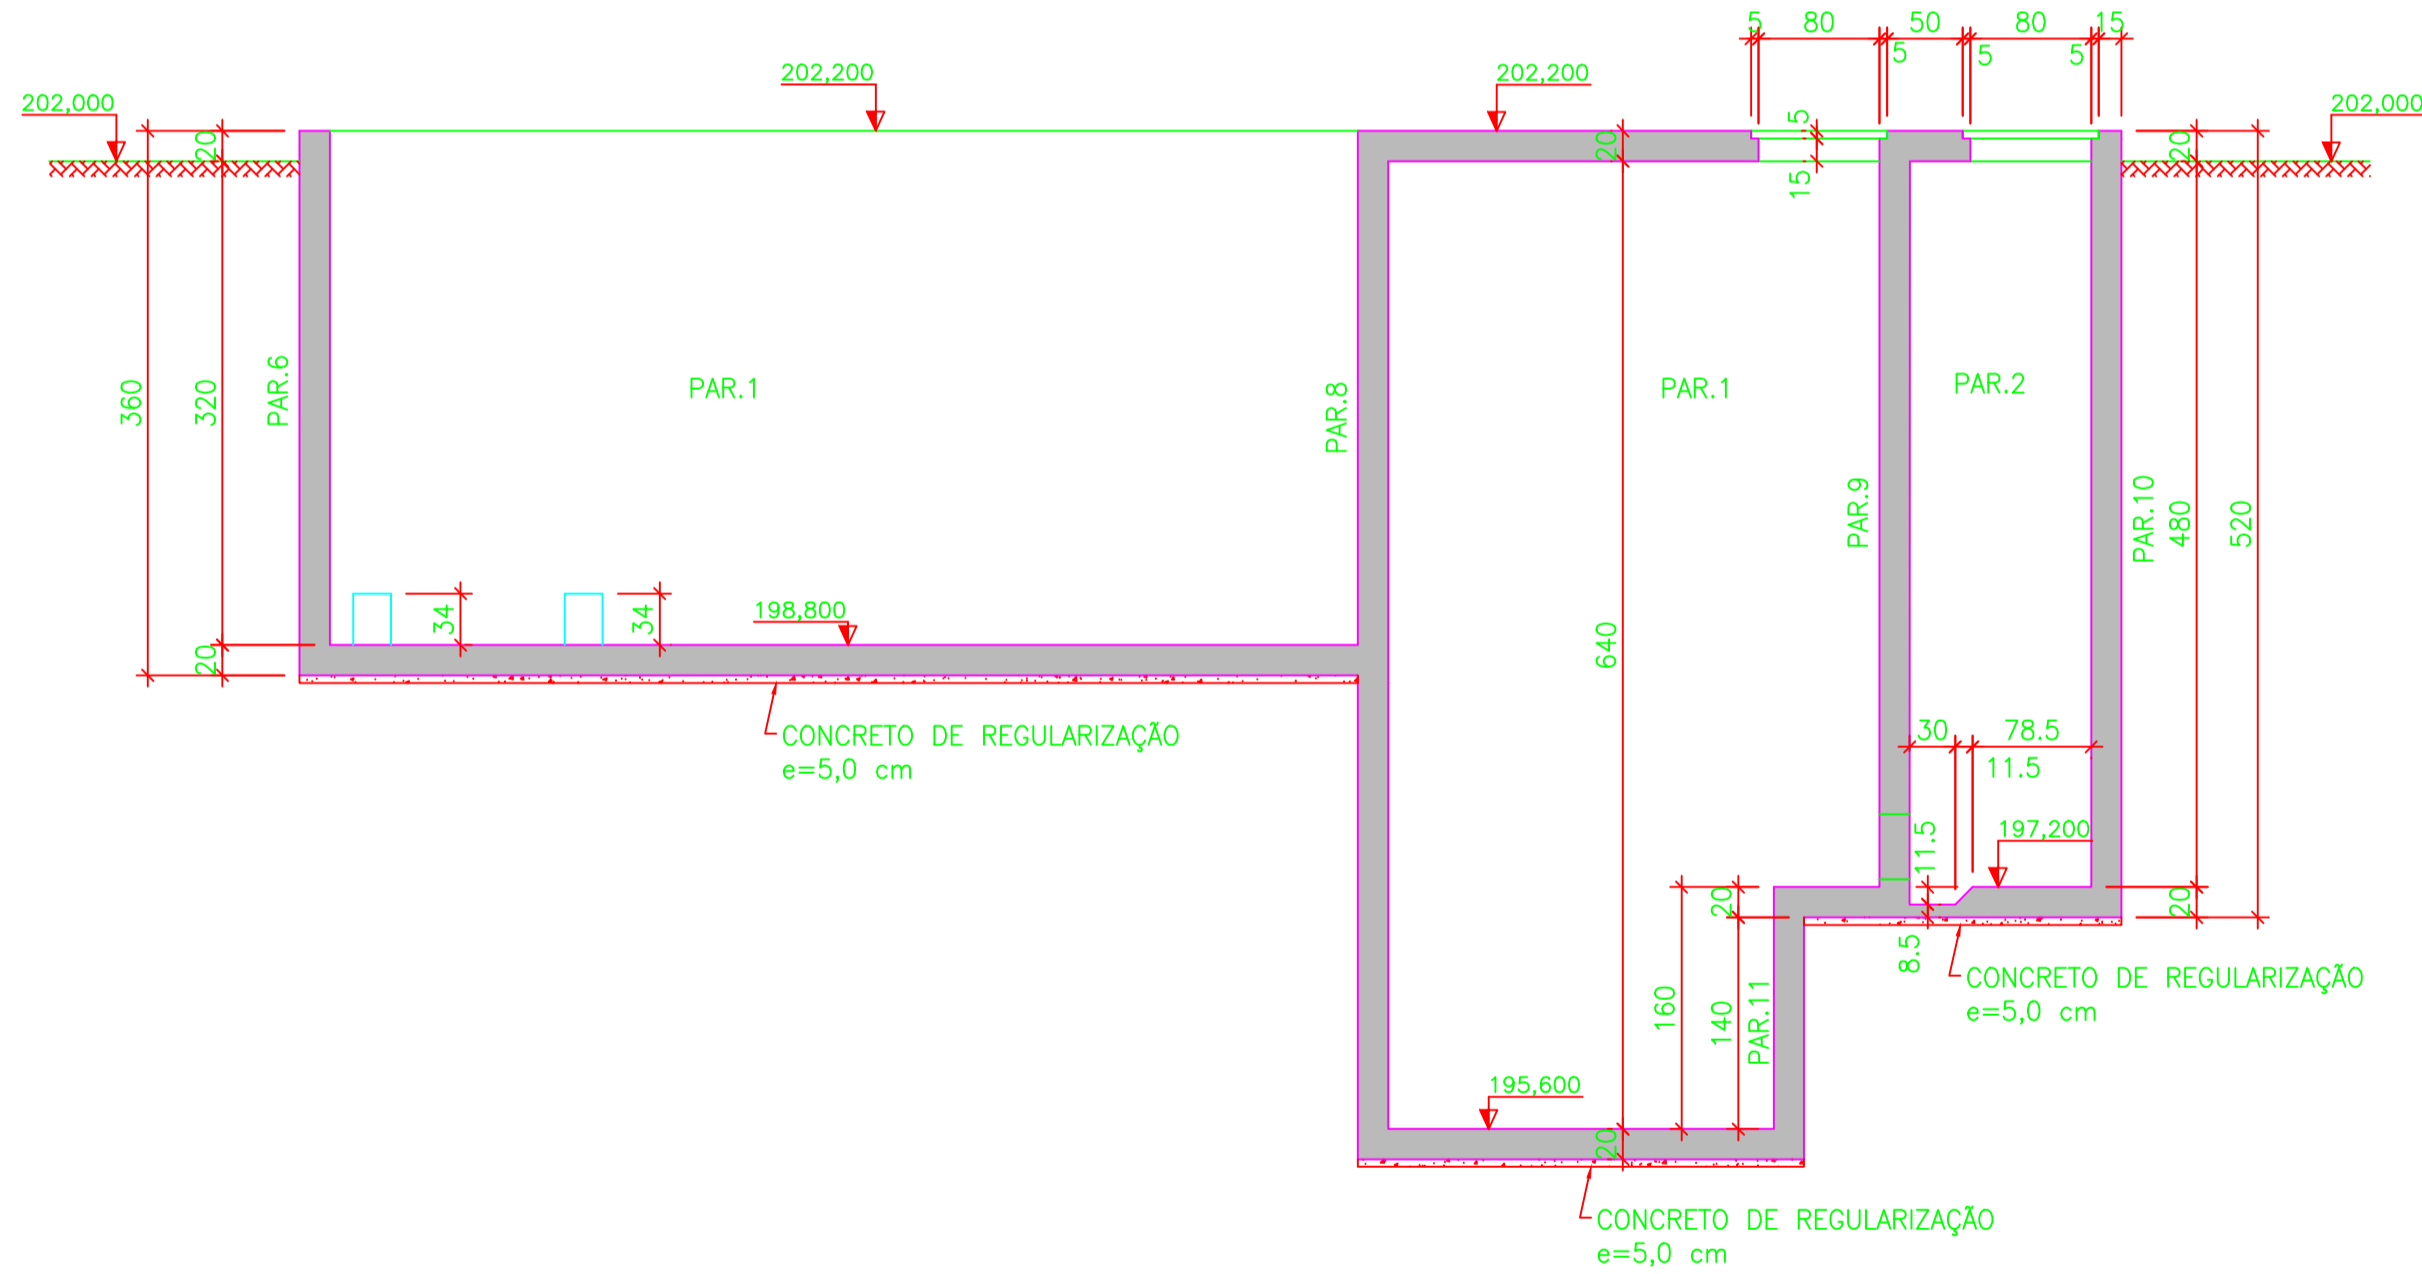 5 80 50 80 15
5 5 5
202,200
202,200
202,000
202,000
20
20
5
20
15
360
320
PAR.6
PAR.1
PAR.8
PAR.1
PAR.2
PAR.9
PAR.10
480
520
34
34
198,800
20
640
CONCRETO DE REGULARIZAÇÃO
e=5,0 cm
30 78.5
11.5
11.5
197,200
20
20
8.5
CONCRETO DE REGULARIZAÇÃO
e=5,0 cm
160
140
PAR.11
195,600
20
CONCRETO DE REGULARIZAÇÃO
e=5,0 cm